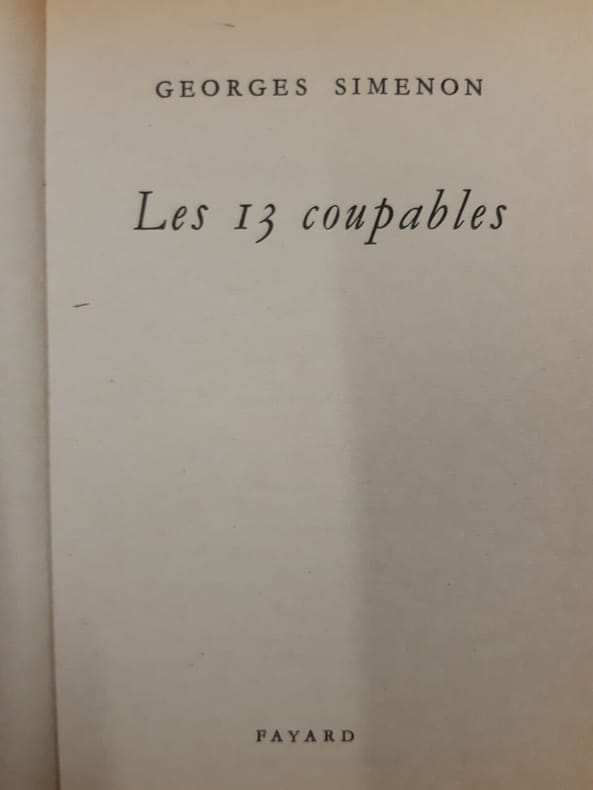 GEORGES SIMENON
Les 13 coupables
FAYARD